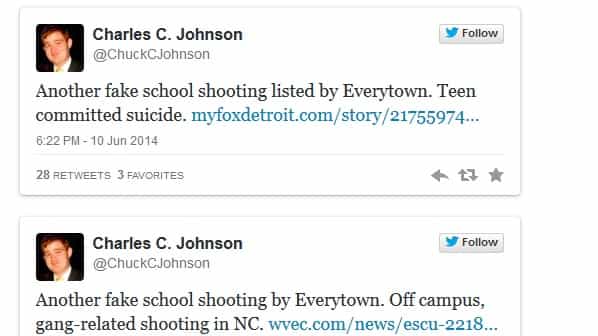 Charles C. Johnson
Follow
@ChuckCJohnson
Another fake school shooting listed by Everytown. Teen
committed suicide. myfoxdetroit.com/story/21755974...
6:22 PM - 10 Jun 2014
28 RETWEETS 3 FAVORITES
Charles C. Johnson
Follow
@ChuckCJohnson
Another fake school shooting by Everytown. Off campus,
gang-related shooting in NC. wvec.com/news/escu-2218...